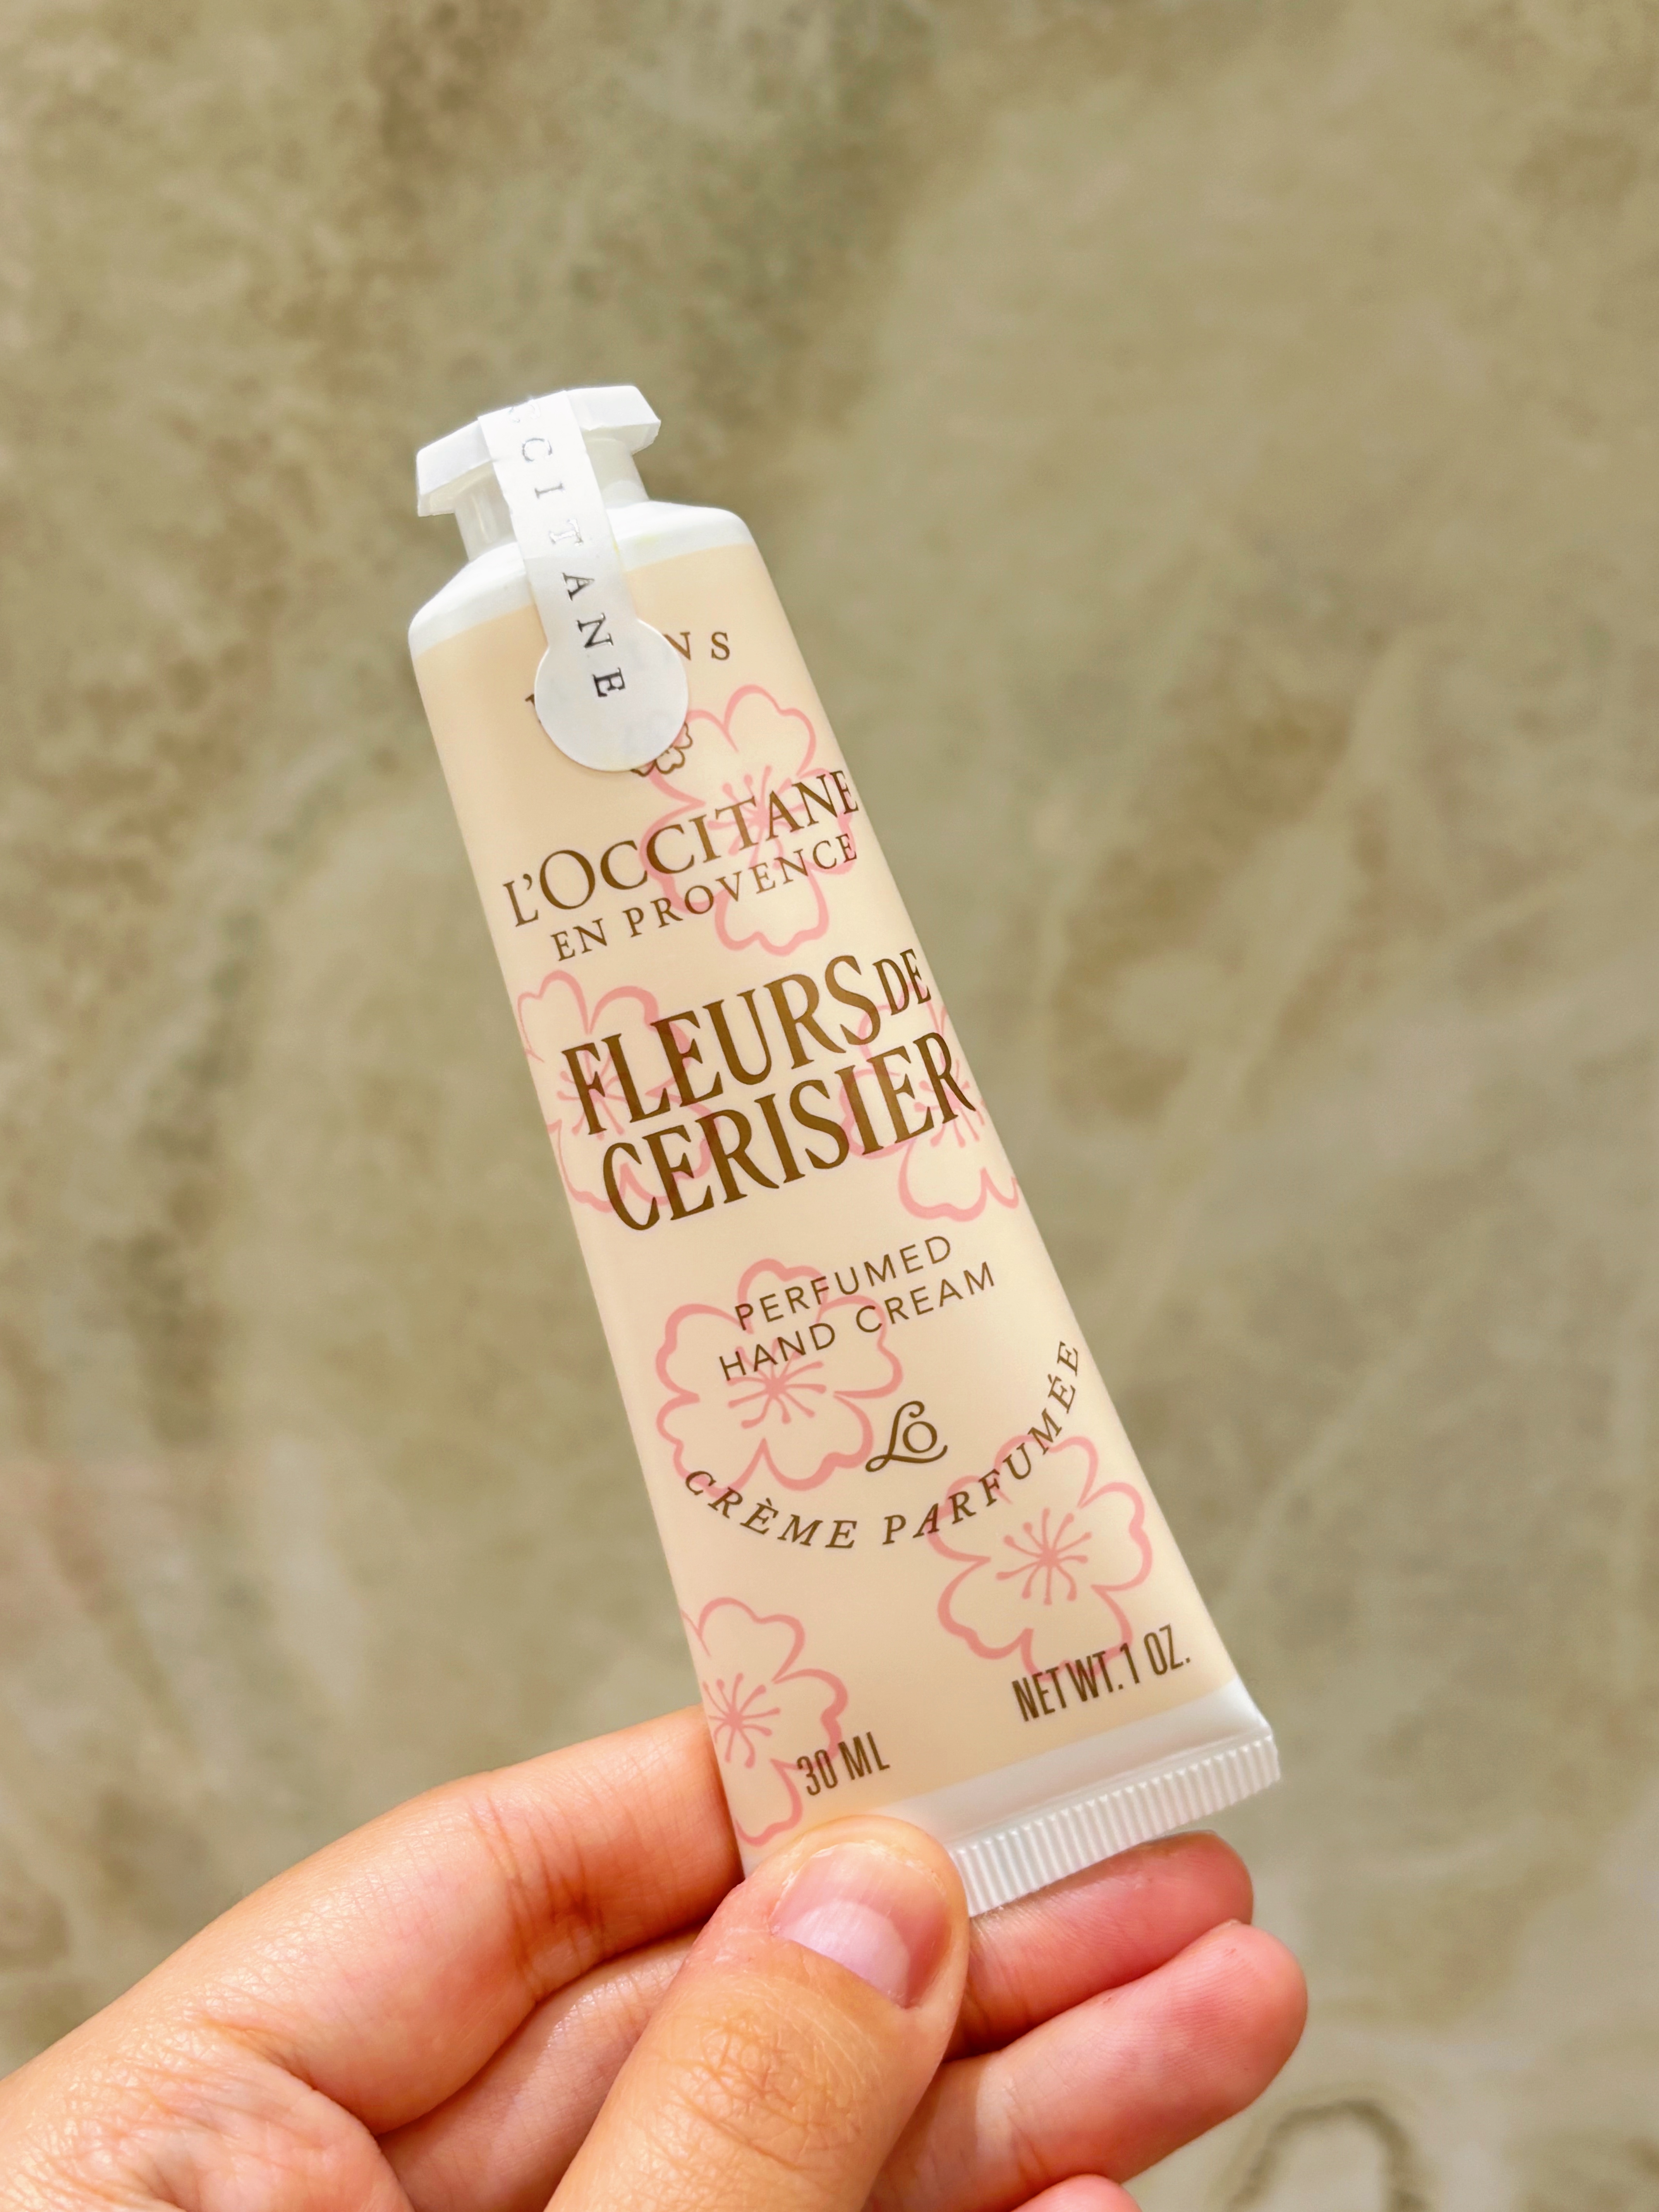 CITANE
L'OCCITANE
EN PROVENCE
FLEURS DE
CERISIER
PERFUMED
HAND CREAM
LO
CRÈME PARFUMÉE
30 ML
NET WT. 1 OZ.